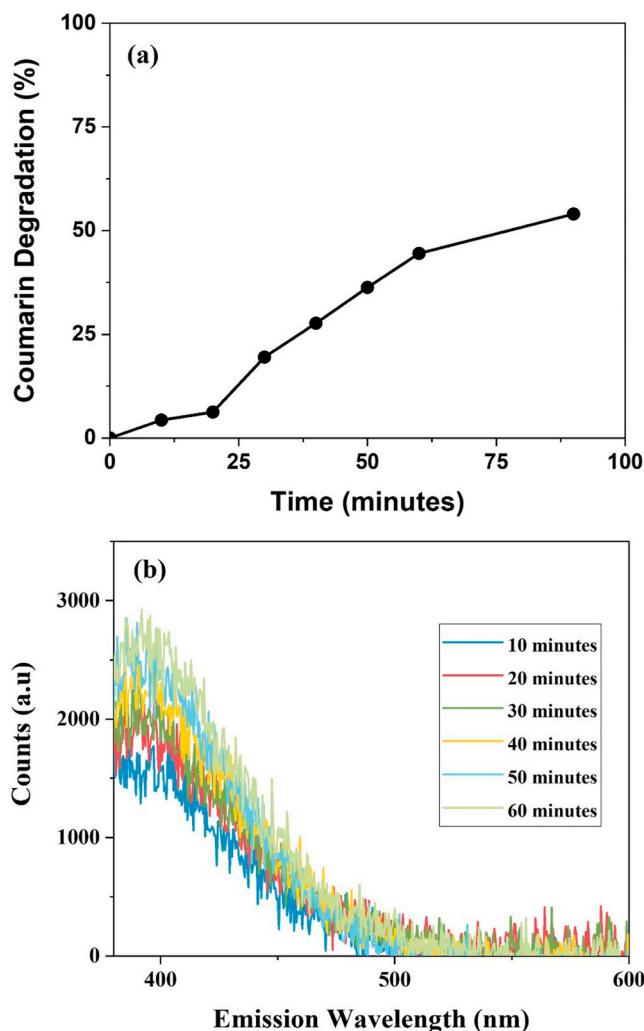 (a)
Coumarin Degradation (%)
100
75
50
25
0
0 25 50 75 100
Time (minutes)
(b)
Counts (a.u)
3000
2000
1000
0
10 minutes
20 minutes
30 minutes
40 minutes
50 minutes
60 minutes
400 500 600
Emission Wavelength (nm)